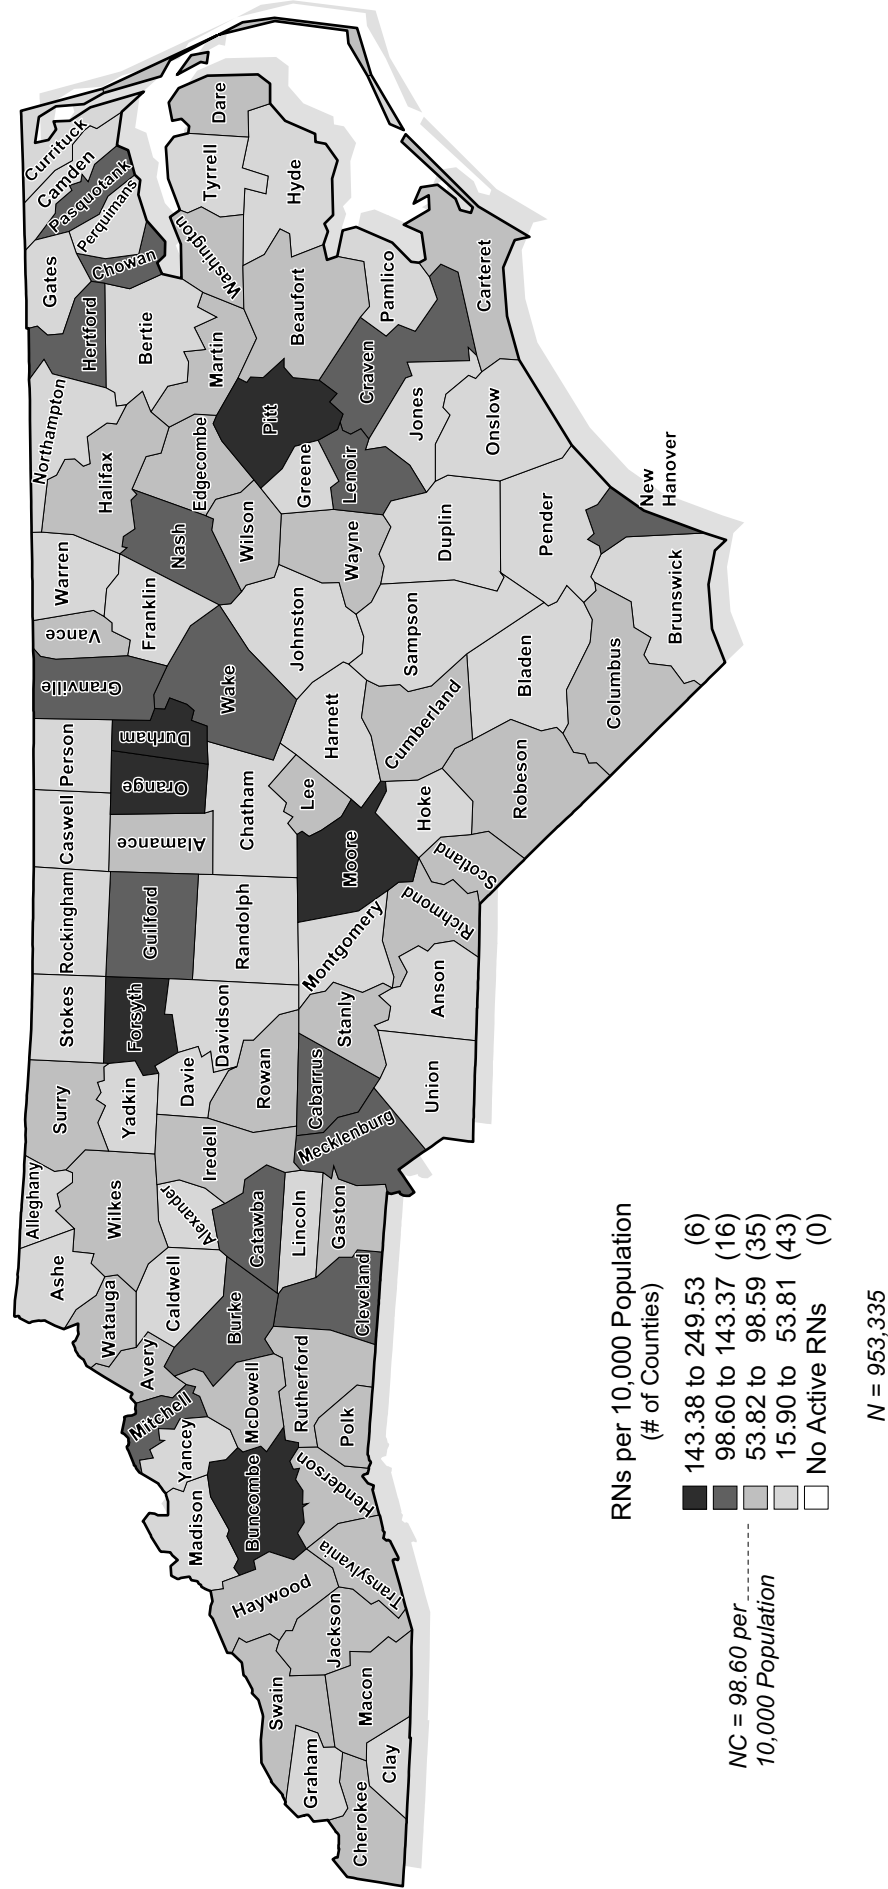 Cherokee
Graham
Clay
Swain
Macon
Jackson
Haywood
Transylvania
Madison
Buncombe
Henderson
Yancey
Mitchell
McDowell
Polk
Rutherford
Avery
Burke
Cleveland
Watauga
Caldwell
Ashe
Alleghany
Wilkes
Alexander
Catawba
Lincoln
Gaston
Iredell
Mecklenburg
Surry
Yadkin
Davie
Rowan
Cabarrus
Union
Stokes
Forsyth
Davidson
Stanly
Anson
Rockingham
Guilford
Randolph
Montgomery
Richmond
Caswell
Alamance
Chatham
Moore
Scotland
Hoke
Person
Orange
Durham
Lee
Harnett
Cumberland
Robeson
Granville
Vance
Wake
Johnston
Sampson
Bladen
Columbus
Brunswick
Warren
Franklin
Nash
Wilson
Wayne
Duplin
Pender
New
Hanover
Northampton
Halifax
Edgecombe
Pitt
Greene
Lenoir
Jones
Onslow
Hertford
Bertie
Martin
Beaufort
Craven
Pamlico
Carteret
Gates
Chowan
Perquimans
Pasquotank
Camden
Currituck
Washington
Tyrrell
Dare
Hyde
RNs per 10,000 Population
(# of Counties)
143.38 to 249.53 (6)
98.60 to 143.37 (16)
53.82 to 98.59 (35)
15.90 to 53.81 (43)
No Active RNs (0)
NC = 98.60 per
10,000 Population
N = 953,335